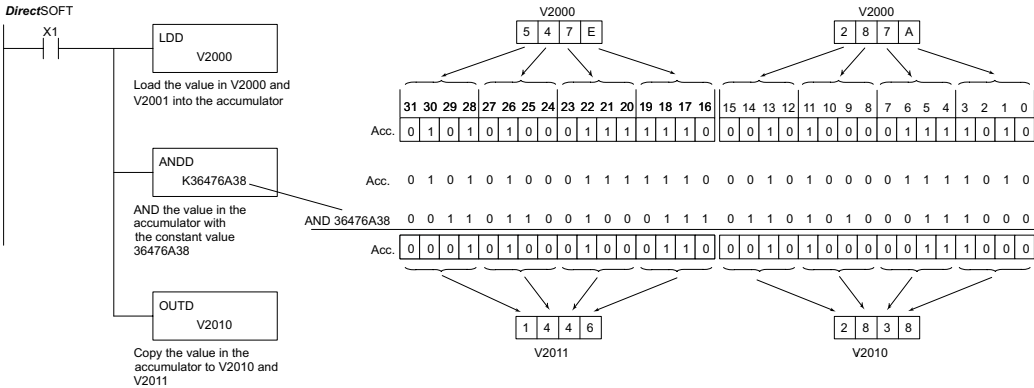 DirectSOFT
X1
LDD
V2000
Load the value in V2000 and
V2001 into the accumulator
ANDD
K36476A38
AND the value in the
accumulator with
the constant value
36476A38
OUTD
V2010
Copy the value in the
accumulator to V2010 and
V2011
V2000
5 4 7 E
V2000
2 8 7 A
31 30 29 28 27 26 25 24 23 22 21 20 19 18 17 16 15 14 13 12 11 10 9 8 7 6 5 4 3 2 1 0
Acc. 0 1 0 1 0 1 0 0 0 1 1 1 1 1 1 0 0 0 1 0 1 0 0 0 0 1 1 1 1 0 1 0
Acc. 0 1 0 1 0 1 0 0 0 1 1 1 1 1 1 0 0 0 1 0 1 0 0 0 0 1 1 1 1 0 1 0
AND 36476A38 0 0 1 1 0 1 1 0 0 1 0 0 0 1 1 1 0 1 1 0 1 0 1 0 0 0 1 1 1 0 0 0
Acc. 0 0 0 1 0 1 0 0 0 1 0 0 0 1 1 0 0 0 1 0 1 0 0 0 0 0 1 1 1 0 0 0
1 4 4 6
V2011
2 8 3 8
V2010